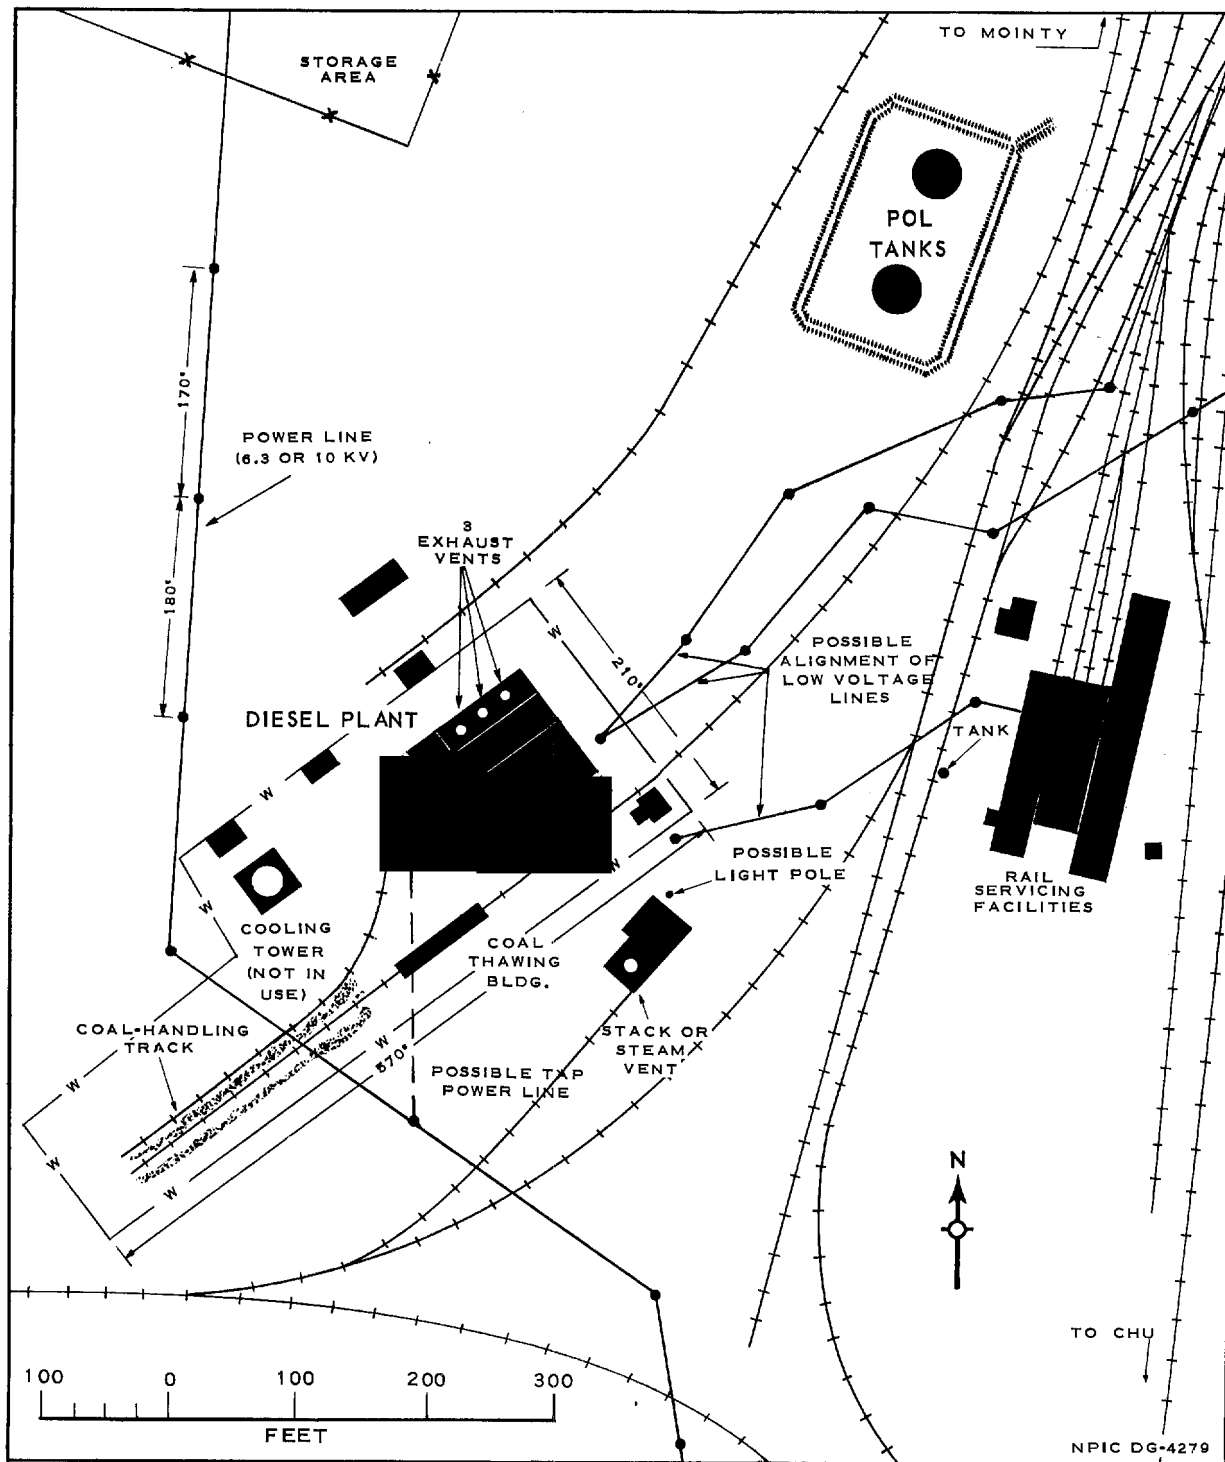 TO MOINTY
STORAGE
AREA
POL
TANKS
170'
POWER LINE
(6.3 OR 10 KV)
3
EXHAUST
VENTS
180'
210'
POSSIBLE
ALIGNMENT OF
LOW VOLTAGE
LINES
DIESEL PLANT
TANK
W
W
W
W
POSSIBLE
LIGHT POLE
RAIL
SERVICING
FACILITIES
COOLING
TOWER
(NOT IN
USE)
COAL
THAWING
BLDG.
COAL-HANDLING
TRACK
STACK OR
STEAM
VENT
W
570'
W
POSSIBLE TAP
POWER LINE
W
W
N
TO CHU
100 0 100 200 300
FEET
NPIC DG-4279